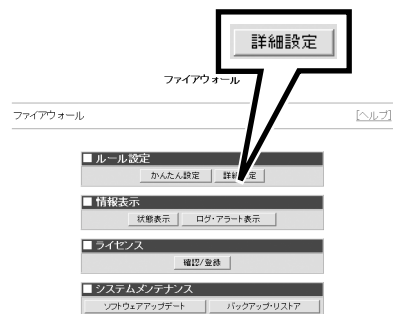 詳細設定
ファイアウォール
ファイアウォール [ヘルプ]
■ ルール設定
かんたん設定 詳細設定
■ 情報表示
状態表示 ログ・アラート表示
■ ライセンス
確認/登録
■ システムメンテナンス
ソフトウェアアップデート バックアップ・リストア